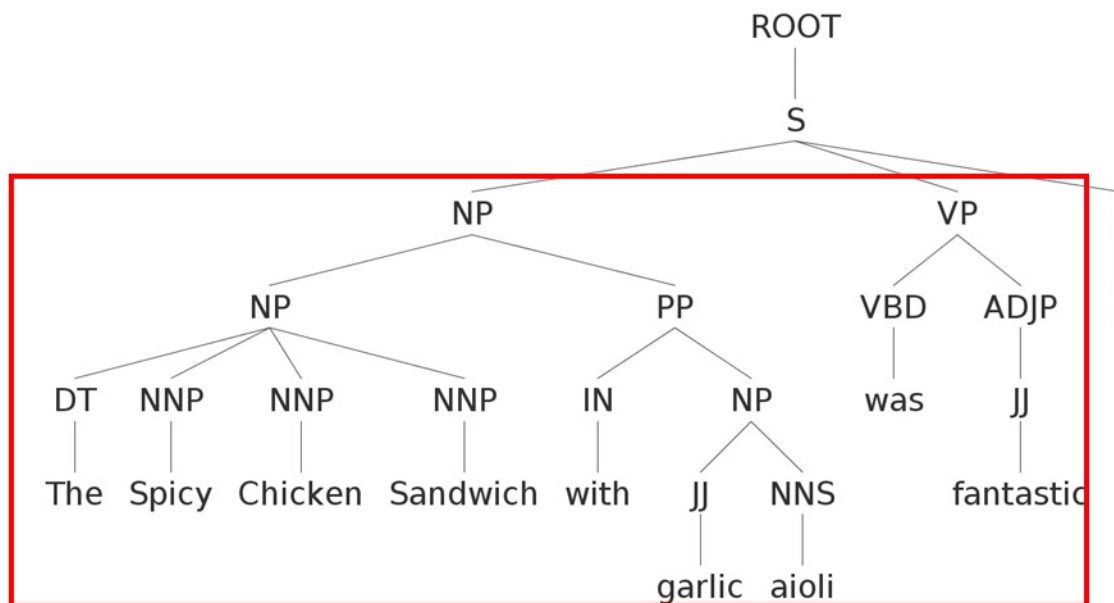 ROOT
S
NP VP
NP PP VBD ADJP
DT NNP NNP NNP IN NP was JJ
The Spicy Chicken Sandwich with JJ NNS fantastic
garlic aioli